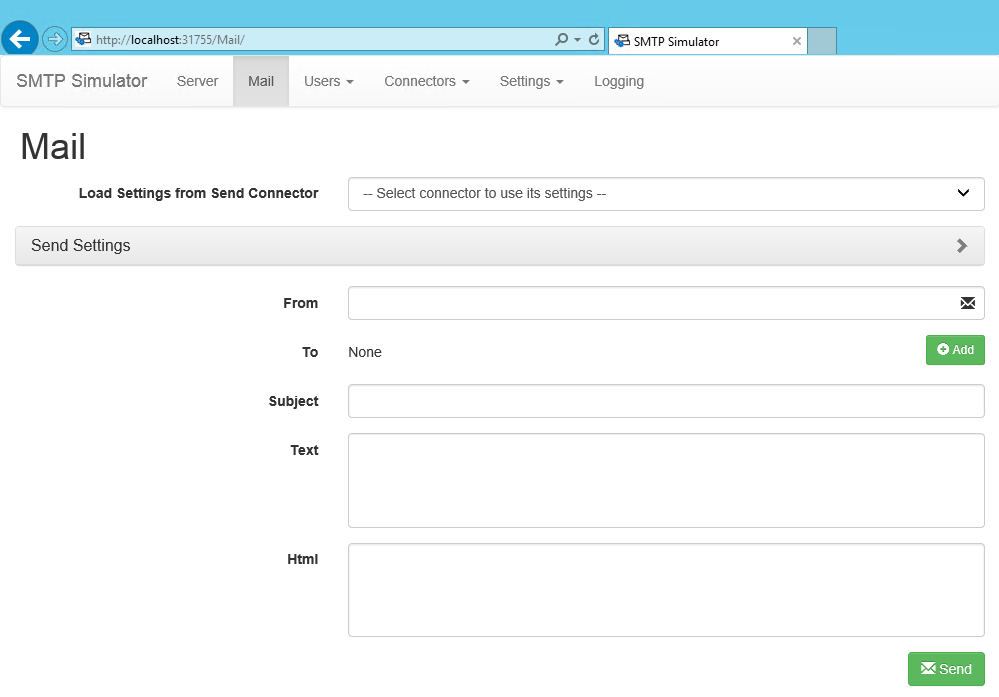 http://localhost:31755/Mail/ SMTP Simulator
SMTP Simulator Server Mail Users Connectors Settings Logging
Mail
Load Settings from Send Connector -- Select connector to use its settings --
Send Settings
From
To None Add
Subject
Text
Html
Send